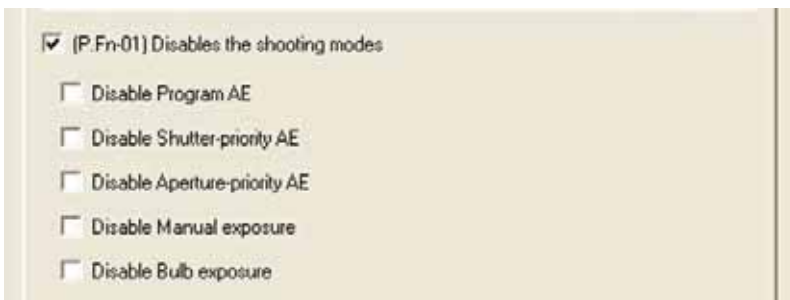 (P.Fn-01) Disables the shooting modes
Disable Program AE
Disable Shutter-priority AE
Disable Aperture-priority AE
Disable Manual exposure
Disable Bulb exposure